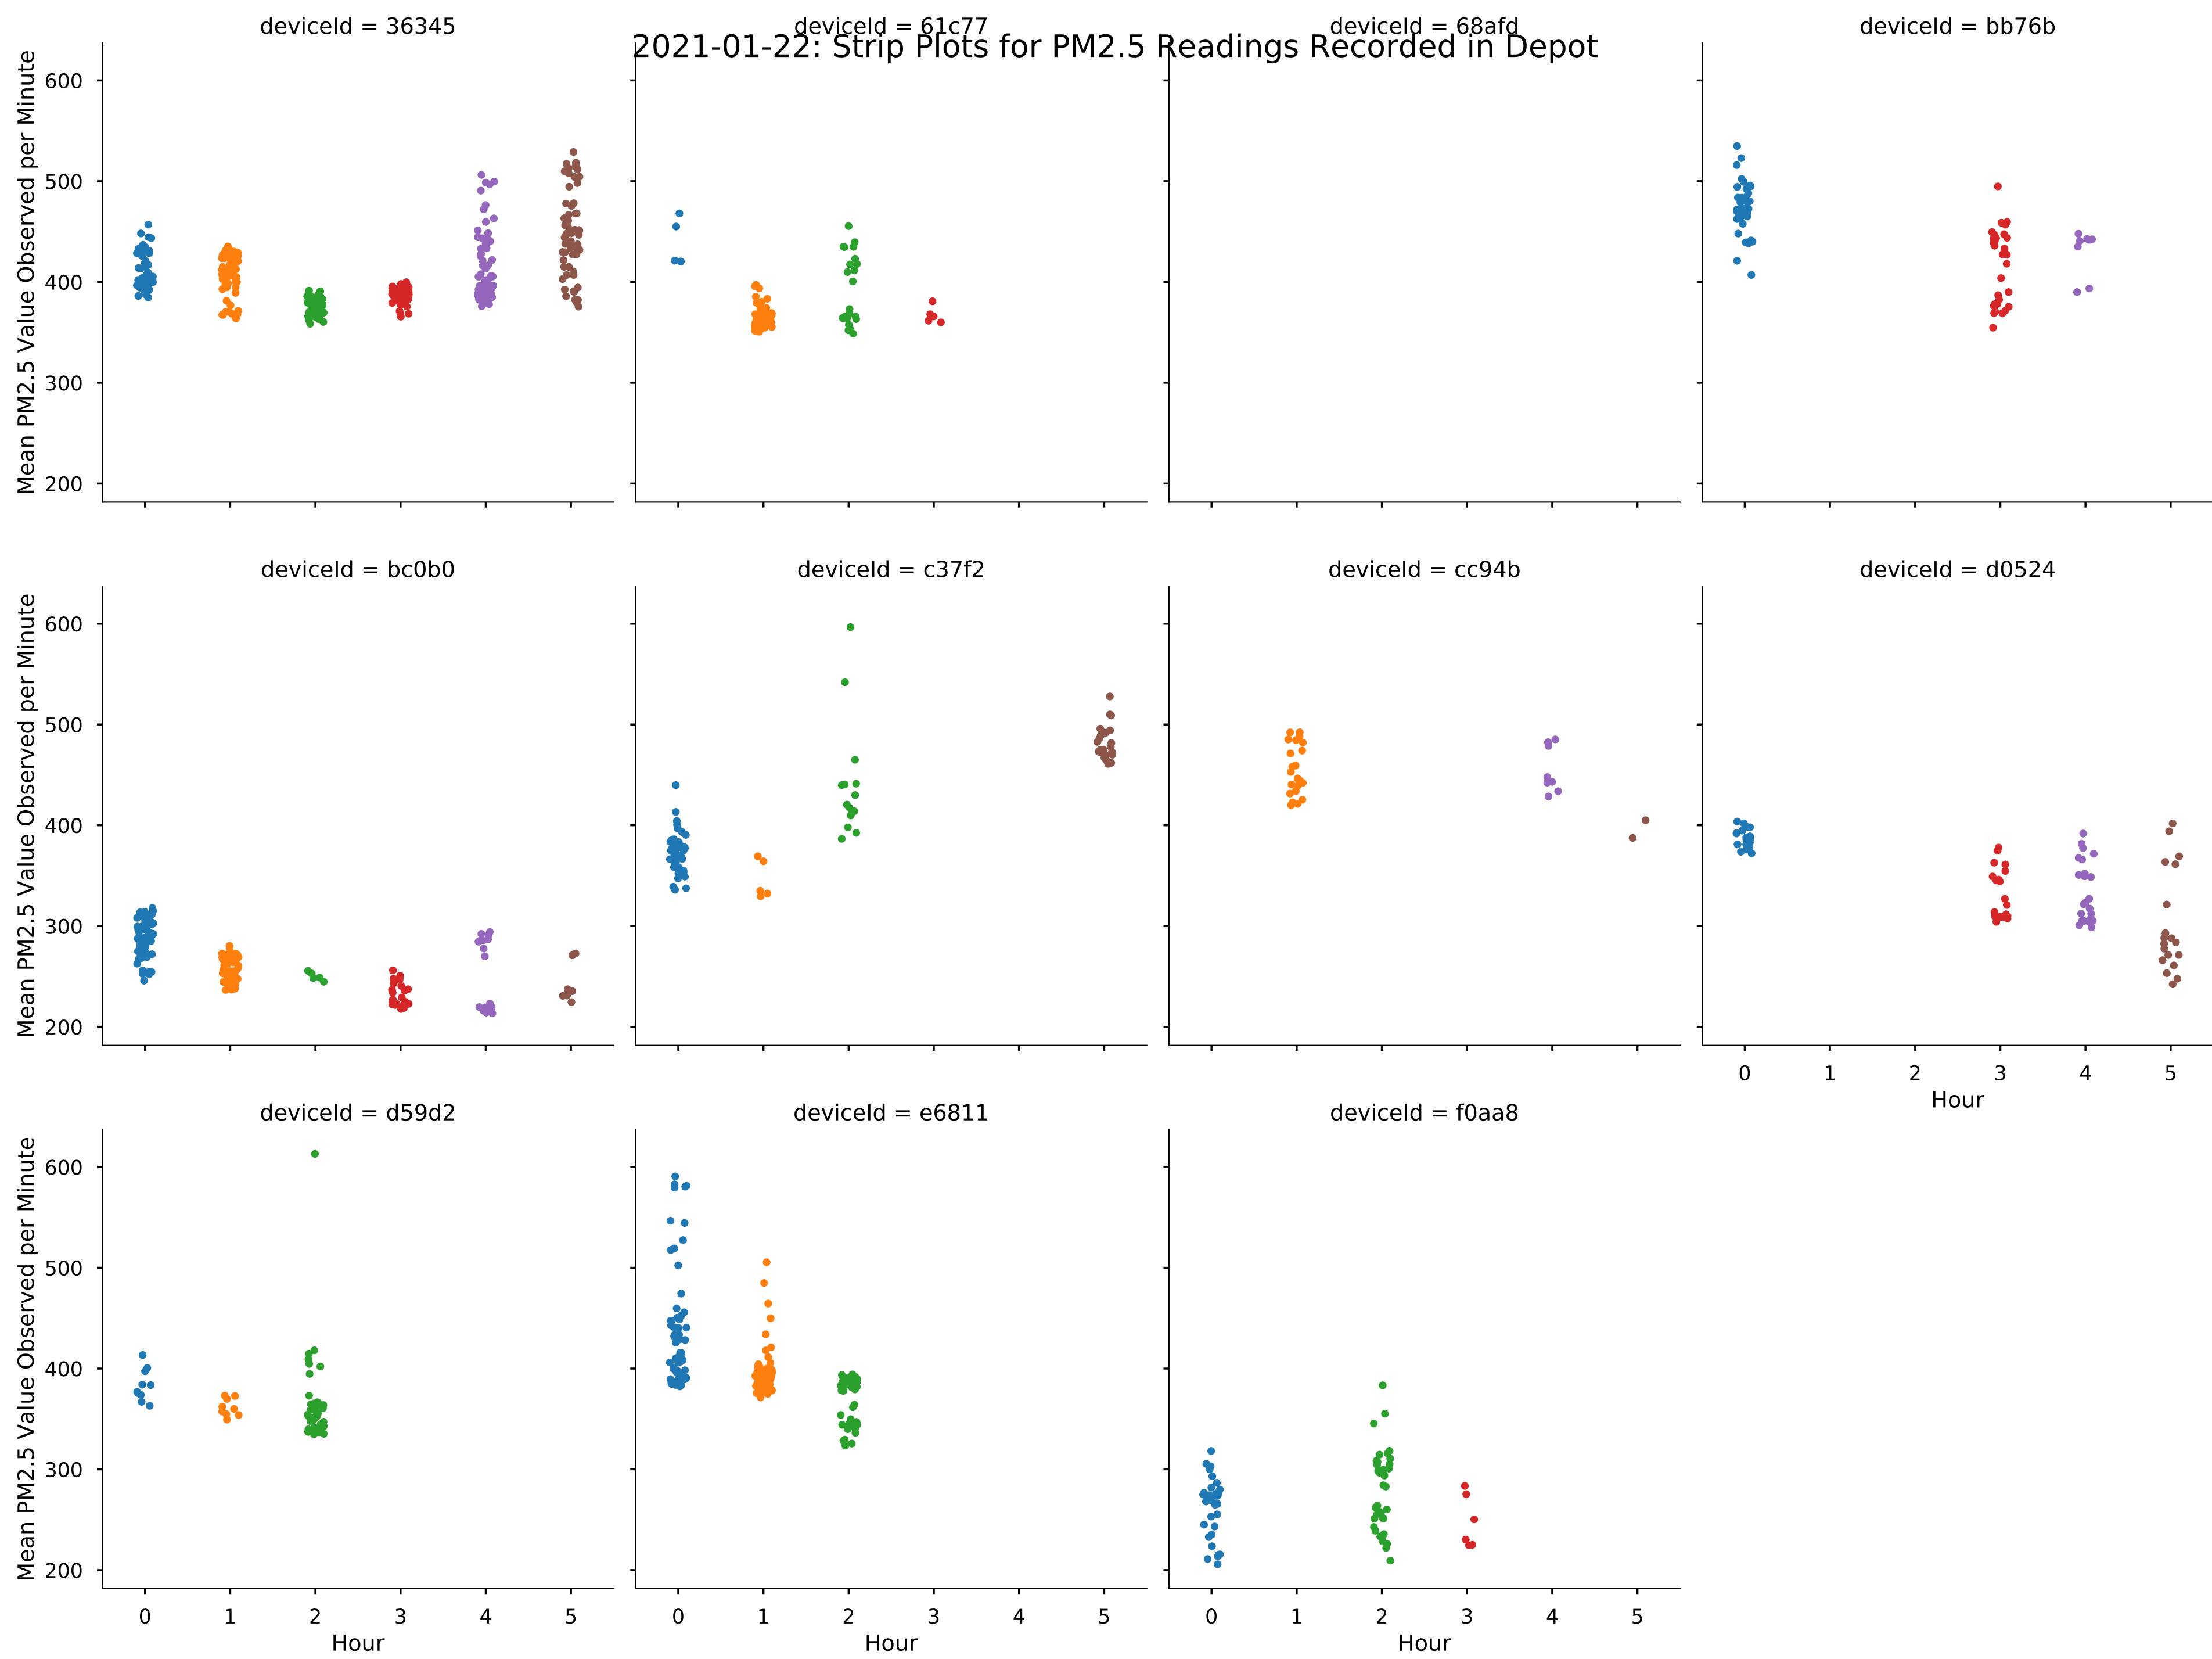 deviceId = 36345
deviceId = 61c77
deviceId = 68afd
deviceId = bb76b
2021-01-22: Strip Plots for PM2.5 Readings Recorded in Depot
Mean PM2.5 Value Observed per Minute
600
500
400
300
200
deviceId = bc0b0
deviceId = c37f2
deviceId = cc94b
deviceId = d0524
Mean PM2.5 Value Observed per Minute
600
500
400
300
200
0 1 2 3 4 5
Hour
deviceId = d59d2
deviceId = e6811
deviceId = f0aa8
Mean PM2.5 Value Observed per Minute
600
500
400
300
200
0 1 2 3 4 5
Hour
0 1 2 3 4 5
Hour
0 1 2 3 4 5
Hour